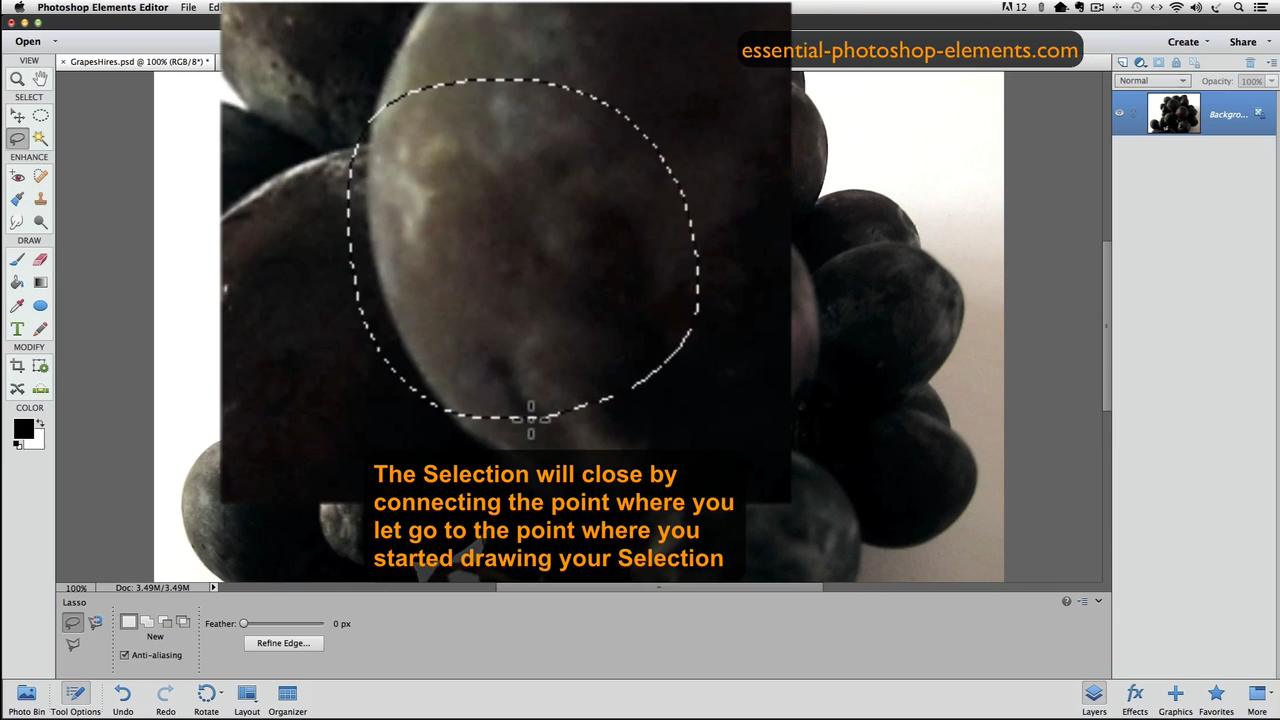 Photoshop Elements Editor File
12
Open
Create Share
essential-photoshop-elements.com
VIEW
× GrapesHires.psd @ 100% (RGB/8*) *
Normal Opacity: 100%
SELECT
Backgro...
ENHANCE
DRAW
T
MODIFY
COLOR
The Selection will close by
connecting the point where you
let go to the point where you
started drawing your Selection
100% Doc: 3.49M/3.49M
Lasso
Feather: 0 px
New
Refine Edge...
Anti-aliasing
fx
Photo Bin Tool Options Undo Redo Rotate Layout Organizer Layers Effects Graphics Favorites More